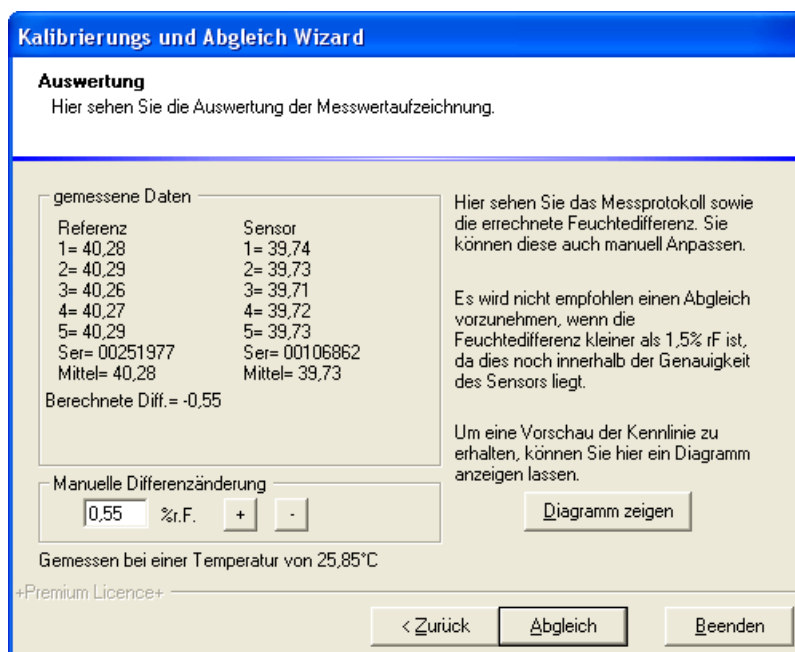 Kalibrierungs und Abgleich Wizard
Auswertung
Hier sehen Sie die Auswertung der Messwertaufzeichnung.
gemessene Daten
Referenz
1= 40,28
2= 40,29
3= 40,26
4= 40,27
5= 40,29
Ser= 00251977
Mittel= 40,28
Sensor
1= 39,74
2= 39,73
3= 39,71
4= 39,72
5= 39,73
Ser= 00106862
Mittel= 39,73
Berechnete Diff.= -0,55
Manuelle Differenzänderung
0,55 %r.F. + -
Gemessen bei einer Temperatur von 25,85°C
Hier sehen Sie das Messprotokoll sowie
die errechnete Feuchtedifferenz. Sie
können diese auch manuell Anpassen.
Es wird nicht empfohlen einen Abgleich
vorzunehmen, wenn die
Feuchtedifferenz kleiner als 1,5% rF ist,
da dies noch innerhalb der Genauigkeit
des Sensors liegt.
Um eine Vorschau der Kennlinie zu
erhalten, können Sie hier ein Diagramm
anzeigen lassen.
Diagramm zeigen
+Premium Licence+
< Zurück Abgleich Beenden